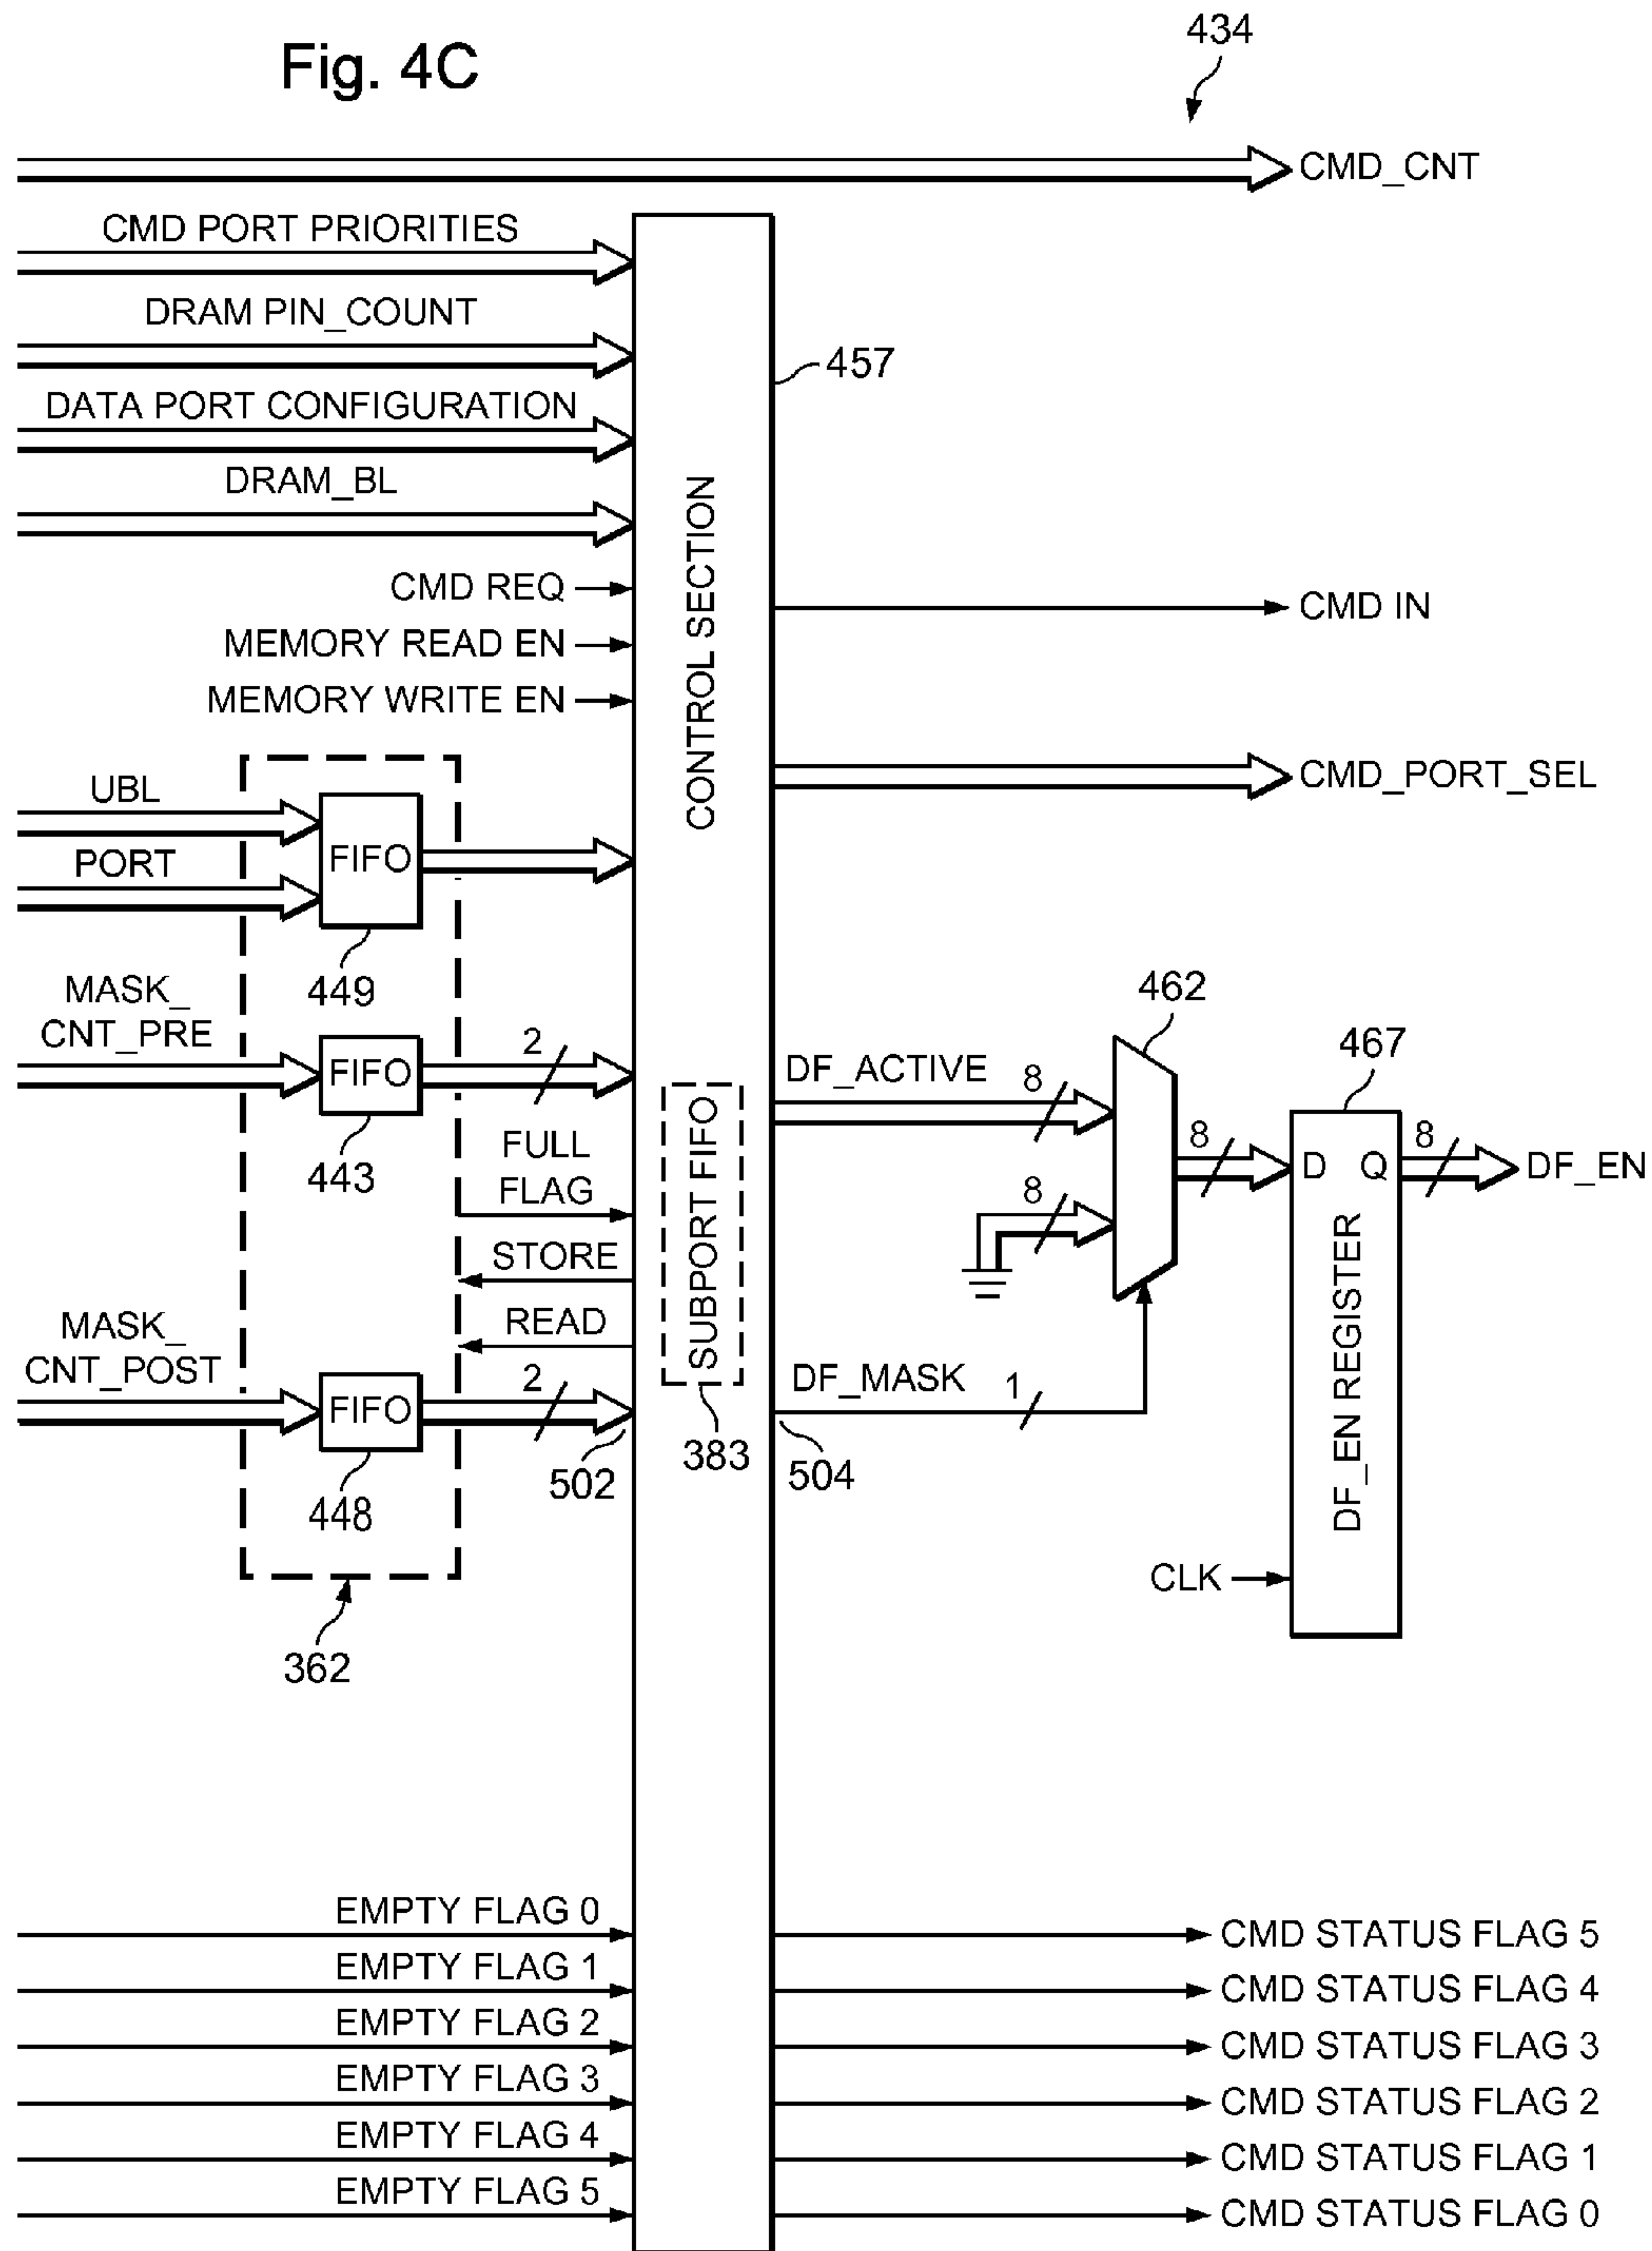 Fig. 4C
434
CMD_CNT
CMD PORT PRIORITIES
DRAM PIN_COUNT
457
DATA PORT CONFIGURATION
DRAM_BL
CONTROL SECTION
CMD REQ
CMD IN
MEMORY READ EN
MEMORY WRITE EN
CMD_PORT_SEL
UBL
PORT
FIFO
449
MASK_
CNT_PRE
FIFO
2
443
FULL
FLAG
STORE
READ
MASK_
CNT_POST
FIFO
2
448
502
362
SUBPORT FIFO
383
DF_ACTIVE
8
8
462
8
467
D Q
DF_EN REGISTER
8
DF_EN
DF_MASK
1
504
CLK
EMPTY FLAG 0
CMD STATUS FLAG 5
EMPTY FLAG 1
CMD STATUS FLAG 4
EMPTY FLAG 2
CMD STATUS FLAG 3
EMPTY FLAG 3
CMD STATUS FLAG 2
EMPTY FLAG 4
CMD STATUS FLAG 1
EMPTY FLAG 5
CMD STATUS FLAG 0